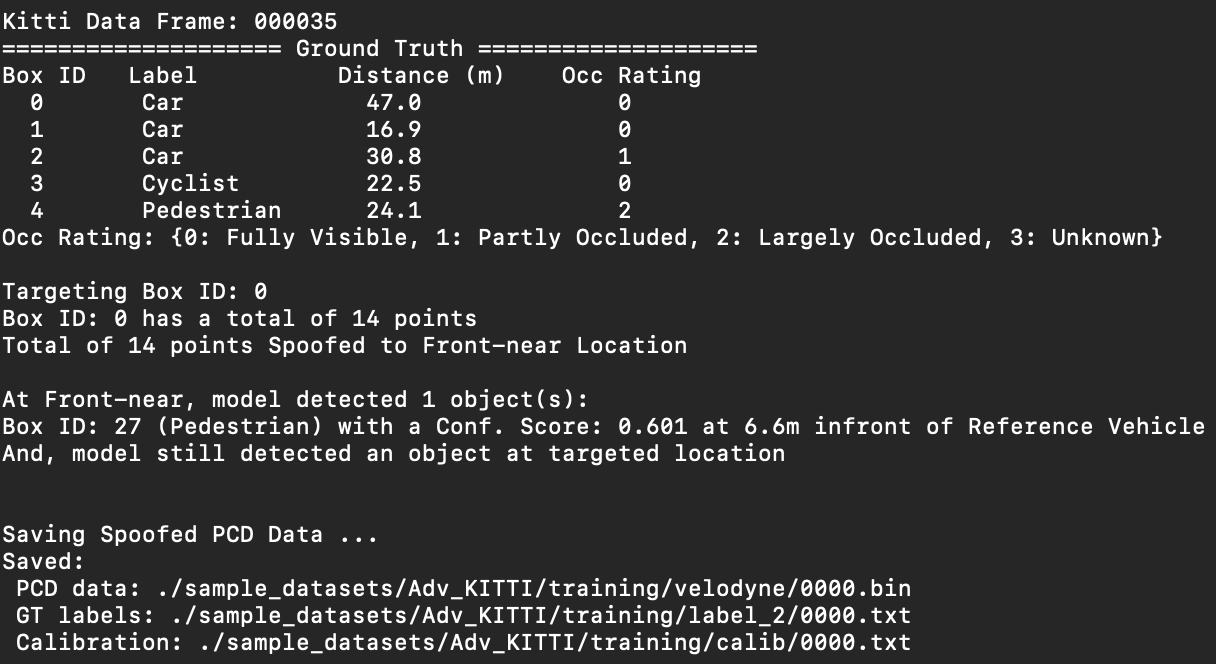 Kitti Data Frame: 000035
==================== Ground Truth ====================
Box ID   Label          Distance (m)    Occ Rating
  0       Car             47.0              0
  1       Car             16.9              0
  2       Car             30.8              1
  3       Cyclist         22.5              0
  4       Pedestrian      24.1              2
Occ Rating: {0: Fully Visible, 1: Partly Occluded, 2: Largely Occluded, 3: Unknown}
Targeting Box ID: 0
Box ID: 0 has a total of 14 points
Total of 14 points Spoofed to Front-near Location
At Front-near, model detected 1 object(s):
Box ID: 27 (Pedestrian) with a Conf. Score: 0.601 at 6.6m infront of Reference Vehicle
And, model still detected an object at targeted location
Saving Spoofed PCD Data ...
Saved:
 PCD data: ./sample_datasets/Adv_KITTI/training/velodyne/0000.bin
 GT labels: ./sample_datasets/Adv_KITTI/training/label_2/0000.txt
 Calibration: ./sample_datasets/Adv_KITTI/training/calib/0000.txt